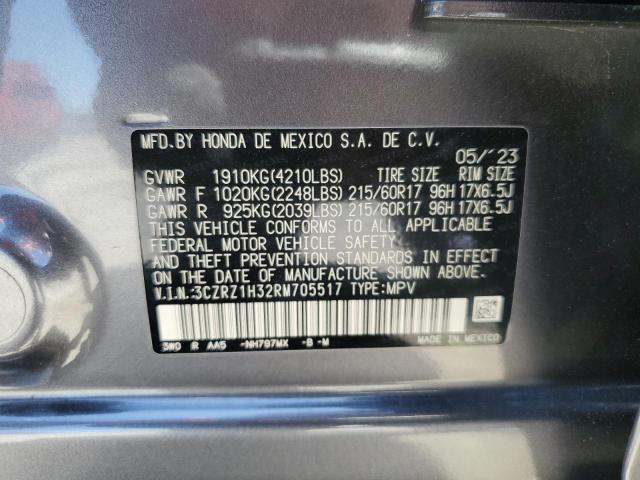 MFD.BY HONDA DE MEXICO S.A. DE C.V.
05/'23
GVWR 1910KG(4210LBS) TIRE SIZE RIM SIZE
GAWR F 1020KG(2248LBS) 215/60R17 96H 17X6.5J
GAWR R 925KG(2039LBS) 215/60R17 96H 17X6.5J
THIS VEHICLE CONFORMS TO ALL APPLICABLE
FEDERAL MOTOR VEHICLE SAFETY
AND THEFT PREVENTION STANDARDS IN EFFECT
ON THE DATE OF MANUFACTURE SHOWN ABOVE.
V.I.N.:3CZRZ1H32RM705517 TYPE:MPV
3W0 R AA5 -NH797MX -B -M MADE IN MEXICO